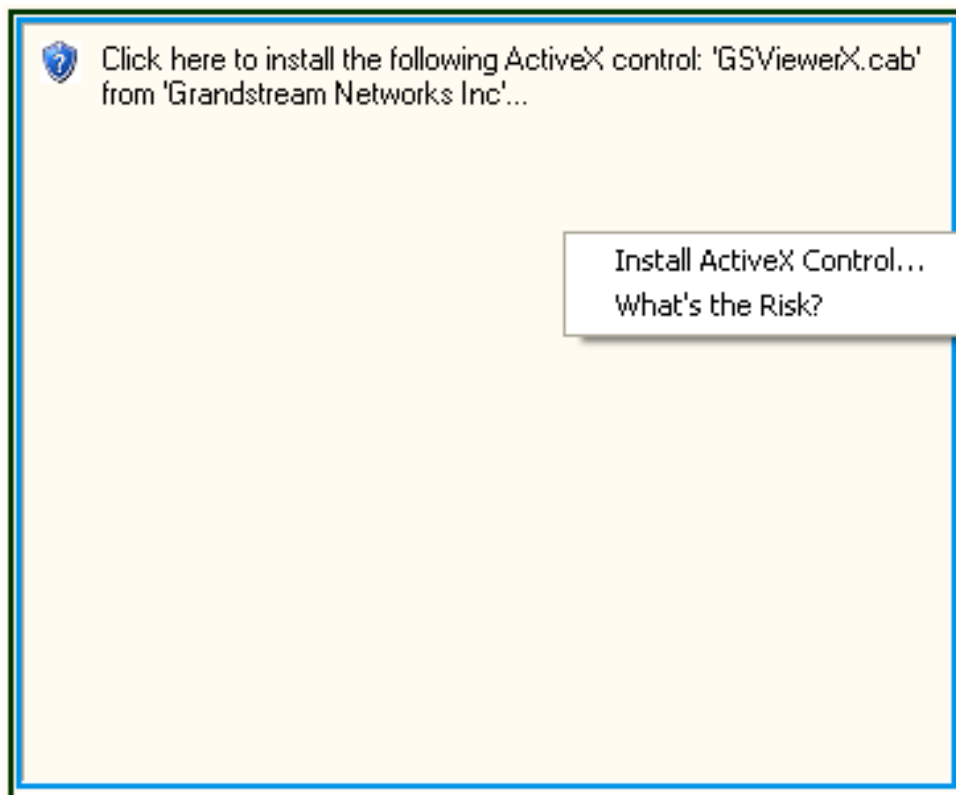 Click here to install the following ActiveX control: 'GSViewerX.cab'
from 'Grandstream Networks Inc'...
Install ActiveX Control...
What's the Risk?